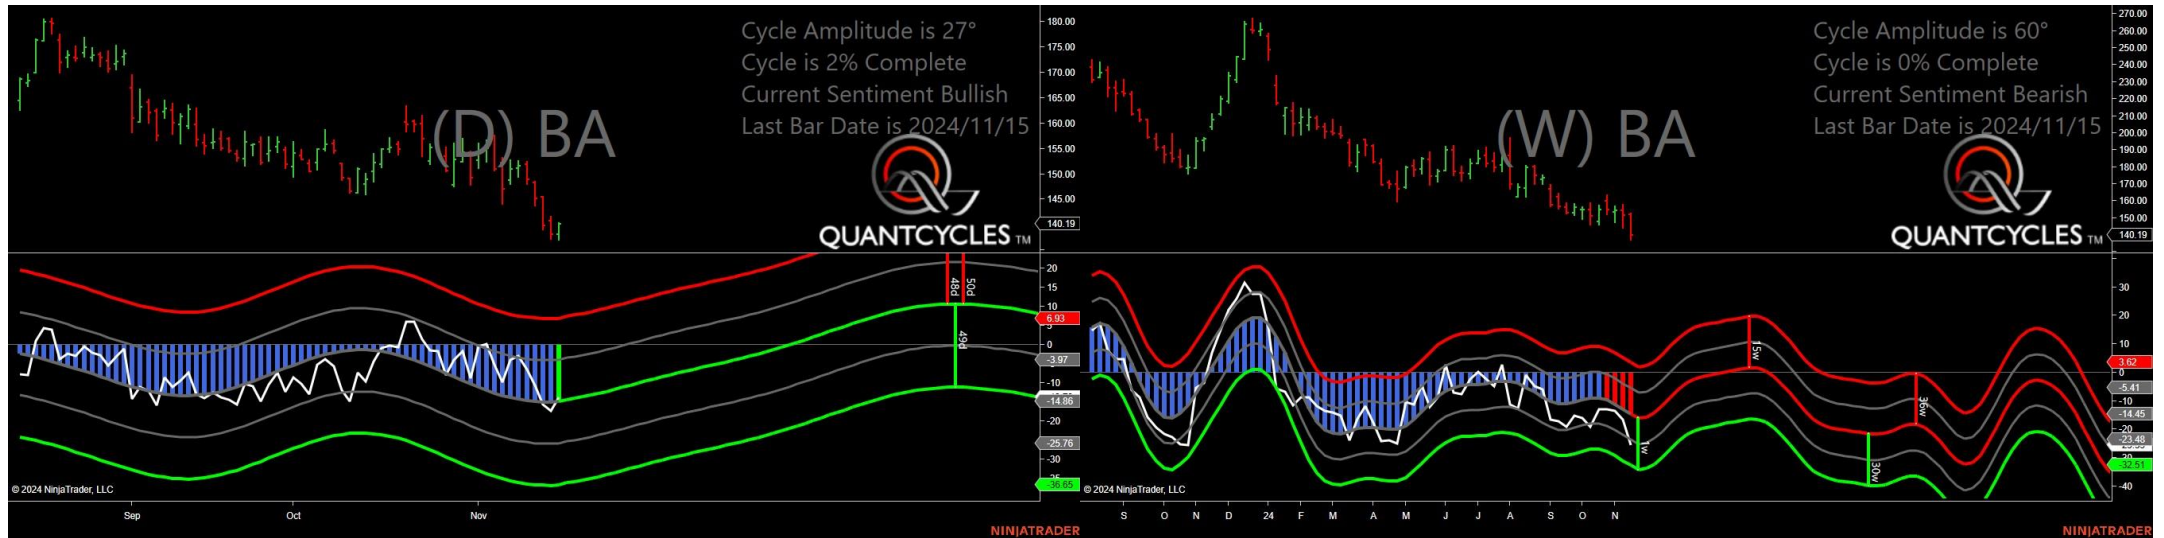 Cycle Amplitude is 27°
Cycle is 2% Complete
Current Sentiment Bullish
Last Bar Date is 2024/11/15
(D) BA
QUANTCYCLES TM
180.00
175.00
170.00
165.00
160.00
155.00
150.00
145.00
140.19
20
15
10
6.93
5
0
-3.97
-10
-14.86
-25.76
-30
-36.65
48d
50d
49d
© 2024 NinjaTrader, LLC
Sep
Oct
Nov
NINJATRADER
Cycle Amplitude is 60°
Cycle is 0% Complete
Current Sentiment Bearish
Last Bar Date is 2024/11/15
(W) BA
QUANTCYCLES TM
270.00
260.00
250.00
240.00
230.00
220.00
210.00
200.00
190.00
180.00
170.00
160.00
150.00
140.19
30
20
10
3.62
0
-5.41
-10
-14.45
-20
-23.48
-32.51
-40
15w
36w
1w
30w
© 2024 NinjaTrader, LLC
S O N D 24 F M A M J J A S O N
NINJATRADER